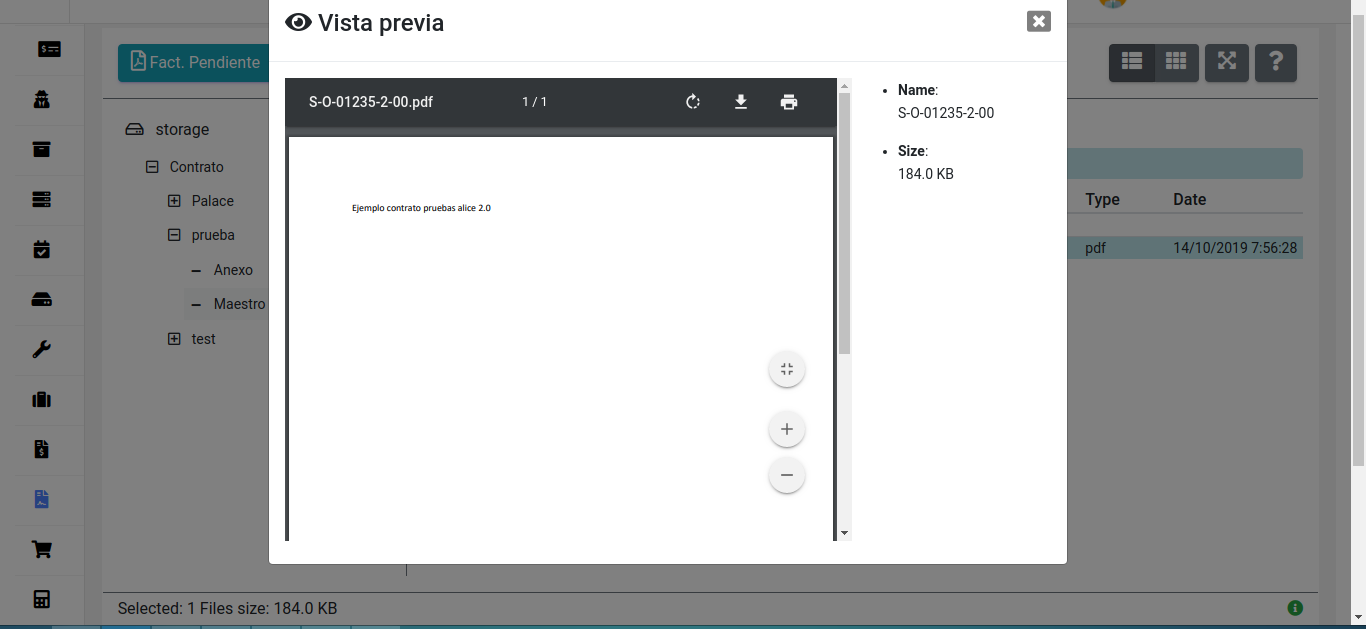 Vista previa
Fact. Pendiente
S-O-01235-2-00.pdf
1 / 1
Name:
S-O-01235-2-00
Size:
184.0 KB
Ejemplo contrato pruebas alice 2.0
storage
Contrato
Palace
prueba
Anexo
Maestro
test
Type Date
pdf 14/10/2019 7:56:28
Selected: 1 Files size: 184.0 KB